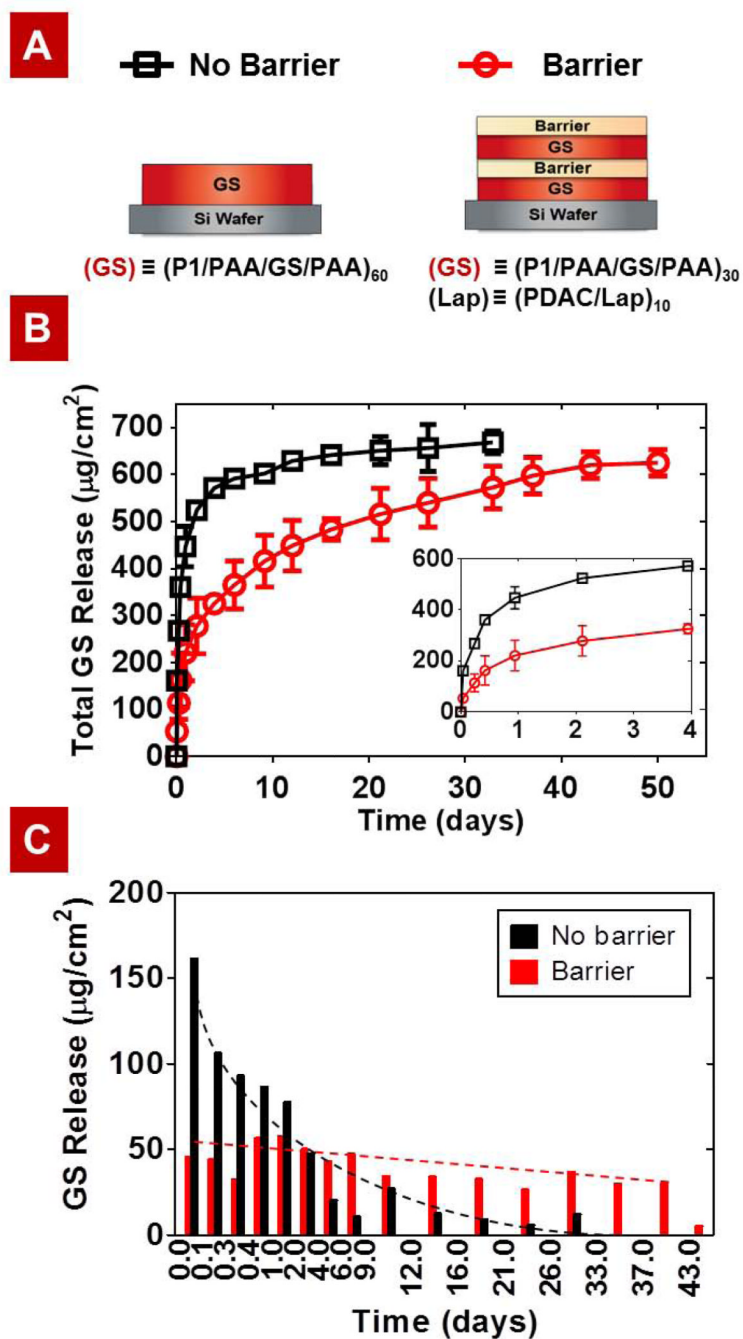 A
No Barrier
Barrier
GS
Si Wafer
Barrier
GS
Barrier
GS
Si Wafer
(GS) ≡ (P1/PAA/GS/PAA)60
(GS) ≡ (P1/PAA/GS/PAA)30
(Lap) ≡ (PDAC/Lap)10
B
Total GS Release (μg/cm²)
700
600
500
400
300
200
100
0
0 10 20 30 40 50
Time (days)
600
400
200
0
0 1 2 3 4
C
GS Release (μg/cm²)
200
150
100
50
0
No barrier
Barrier
0.0 0.1 0.3 0.4 1.0 2.0 4.0 6.0 9.0 12.0 16.0 21.0 26.0 33.0 37.0 43.0
Time (days)